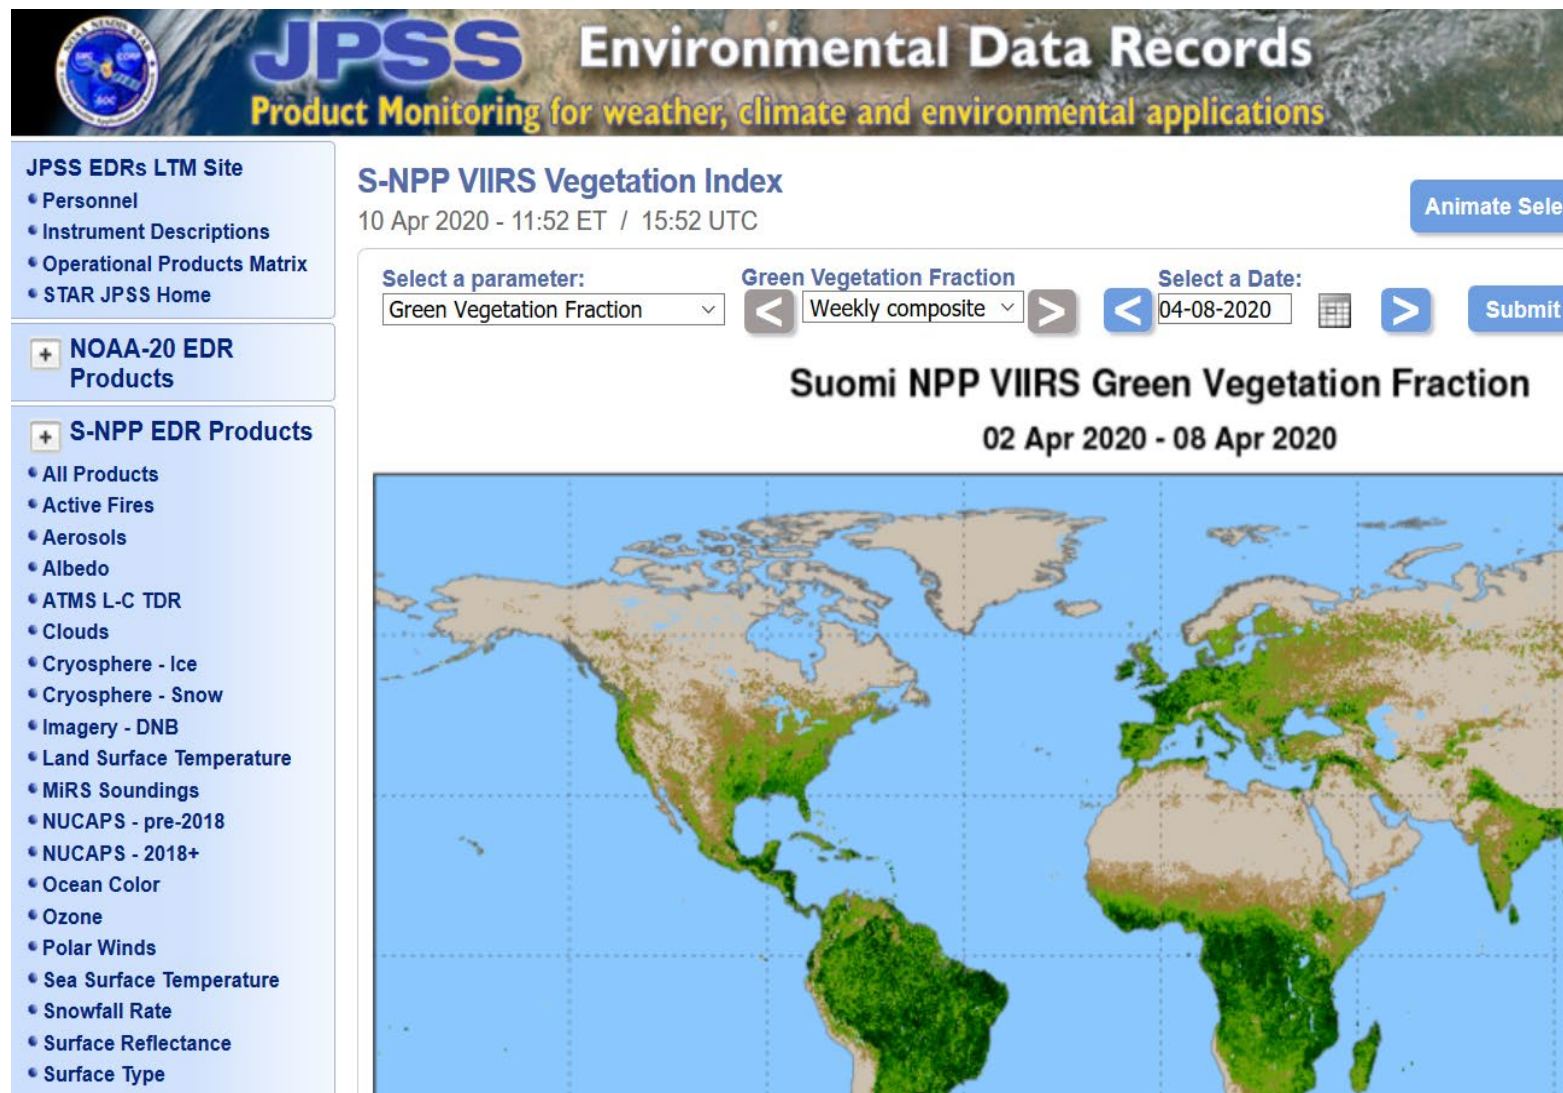 JPSS Environmental Data Records
Product Monitoring for weather, climate and environmental applications
JPSS EDRs LTM Site
Personnel
Instrument Descriptions
Operational Products Matrix
STAR JPSS Home
NOAA-20 EDR
Products
S-NPP EDR Products
All Products
Active Fires
Aerosols
Albedo
ATMS L-C TDR
Clouds
Cryosphere - Ice
Cryosphere - Snow
Imagery - DNB
Land Surface Temperature
MiRS Soundings
NUCAPS - pre-2018
NUCAPS - 2018+
Ocean Color
Ozone
Polar Winds
Sea Surface Temperature
Snowfall Rate
Surface Reflectance
Surface Type
S-NPP VIIRS Vegetation Index
10 Apr 2020 - 11:52 ET / 15:52 UTC
Animate Sele
Select a parameter:
Green Vegetation Fraction
Green Vegetation Fraction
Weekly composite
Select a Date:
04-08-2020
Submit
Suomi NPP VIIRS Green Vegetation Fraction
02 Apr 2020 - 08 Apr 2020